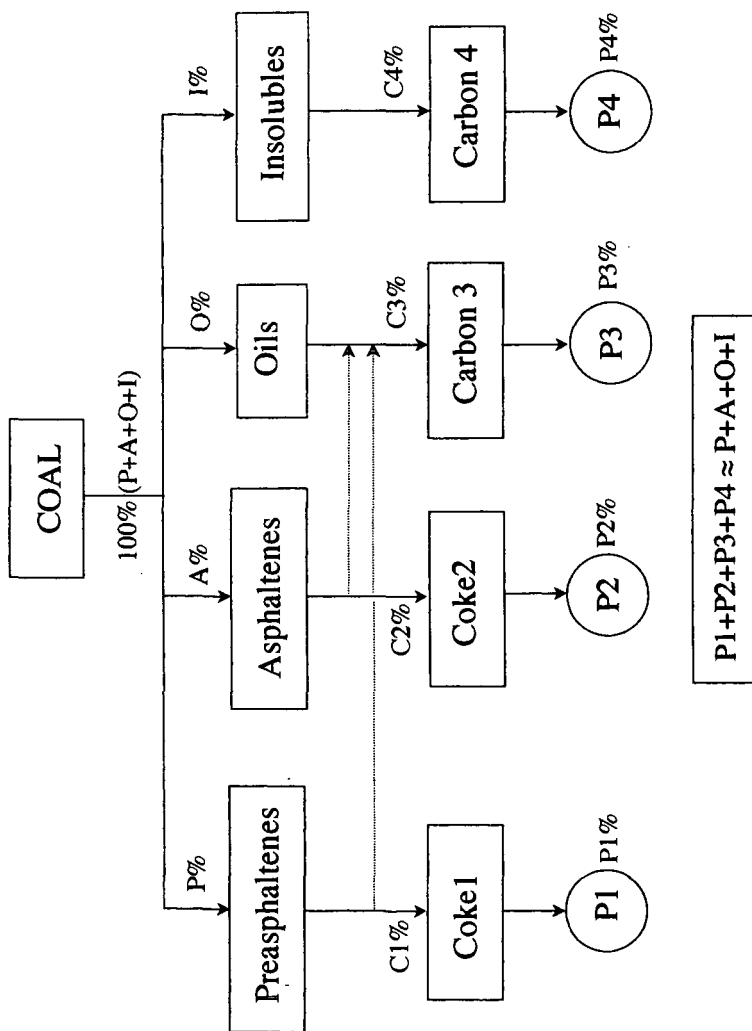 COAL
100% (P+A+O+I)
P%
A%
O%
I%
Preasphaltenes
Asphaltenes
Oils
Insolubles
C1%
C2%
C3%
C4%
Coke1
Coke2
Carbon 3
Carbon 4
P1
P1%
P2
P2%
P3
P3%
P4
P4%
P1+P2+P3+P4 ≈ P+A+O+I